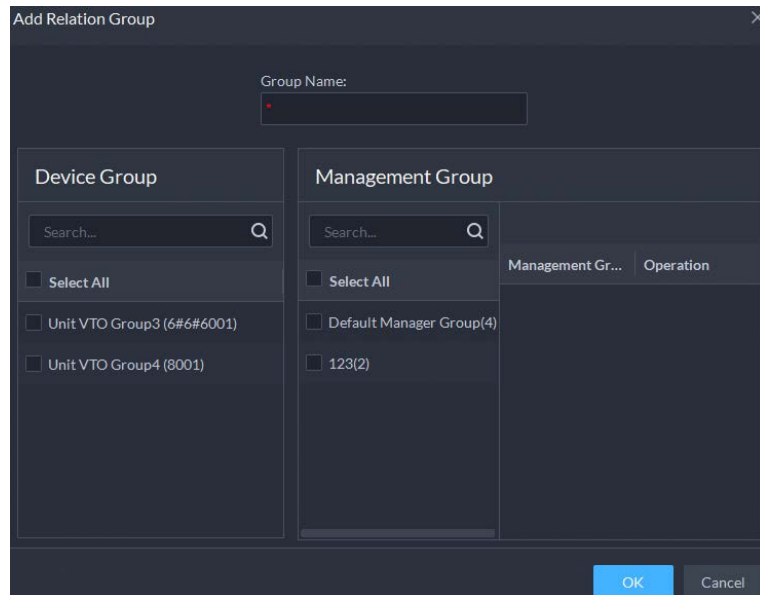 Add Relation Group
Group Name:
*
Device Group
Search...
Select All
Unit VTO Group3 (6#6#6001)
Unit VTO Group4 (8001)
Management Group
Search...
Select All
Default Manager Group(4)
123(2)
Management Gr... Operation
OK Cancel